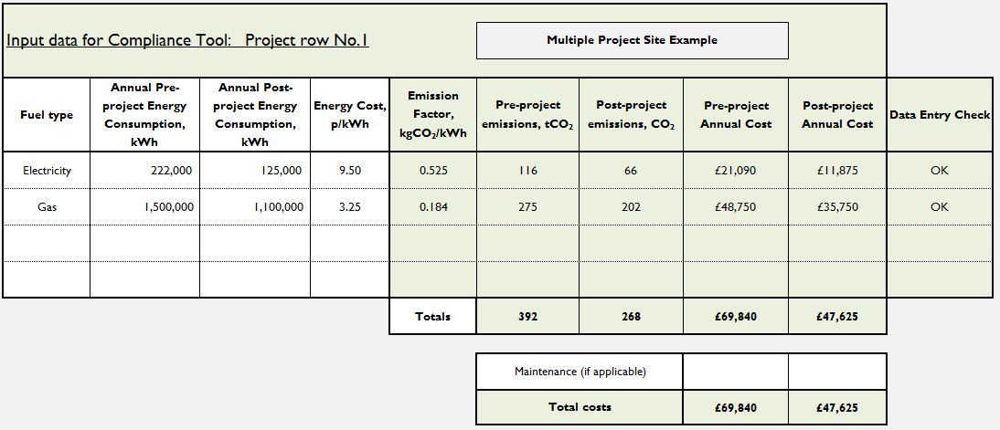 Input data for Compliance Tool:   Project row No.1
Multiple Project Site Example
Fuel type
Annual Pre-
project Energy
Consumption,
kWh
Annual Post-
project Energy
Consumption,
kWh
Energy Cost,
p/kWh
Emission
Factor,
kgCO₂/kWh
Pre-project
emissions, tCO₂
Post-project
emissions, CO₂
Pre-project
Annual Cost
Post-project
Annual Cost
Data Entry Check
Electricity 222,000 125,000 9.50 0.525 116 66 £21,090 £11,875 OK
Gas 1,500,000 1,100,000 3.25 0.184 275 202 £48,750 £35,750 OK
Totals 392 268 £69,840 £47,625
Maintenance (if applicable)
Total costs £69,840 £47,625